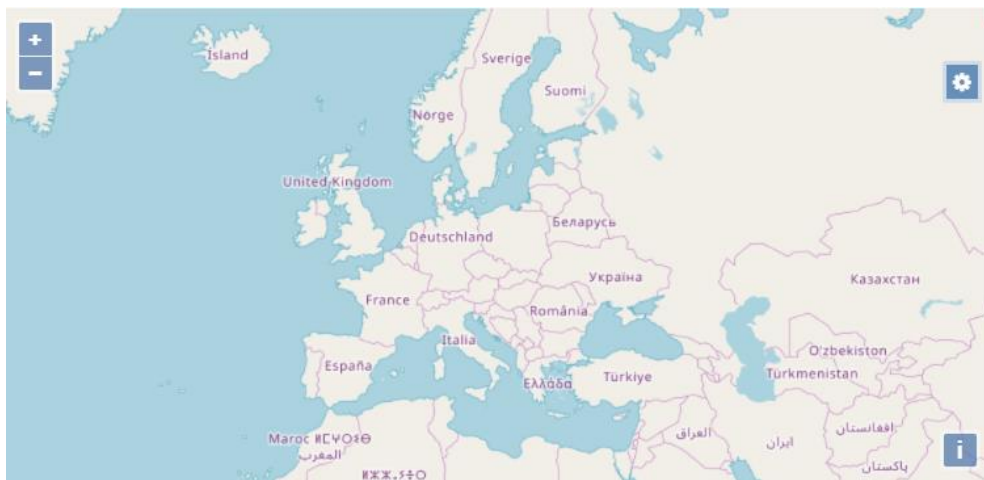 +
−
Ísland
Sverige
Suomi
Norge
United Kingdom
Беларусь
Deutschland
Україна
Казахстан
France
România
Italia
O'zbekiston
España
Ελλάδα
Türkiye
Türkmenistan
Maroc ⵍⵎⵖⵔⵉⴱ
المغرب
العراق
ایران
افغانستان
پاکستان
i